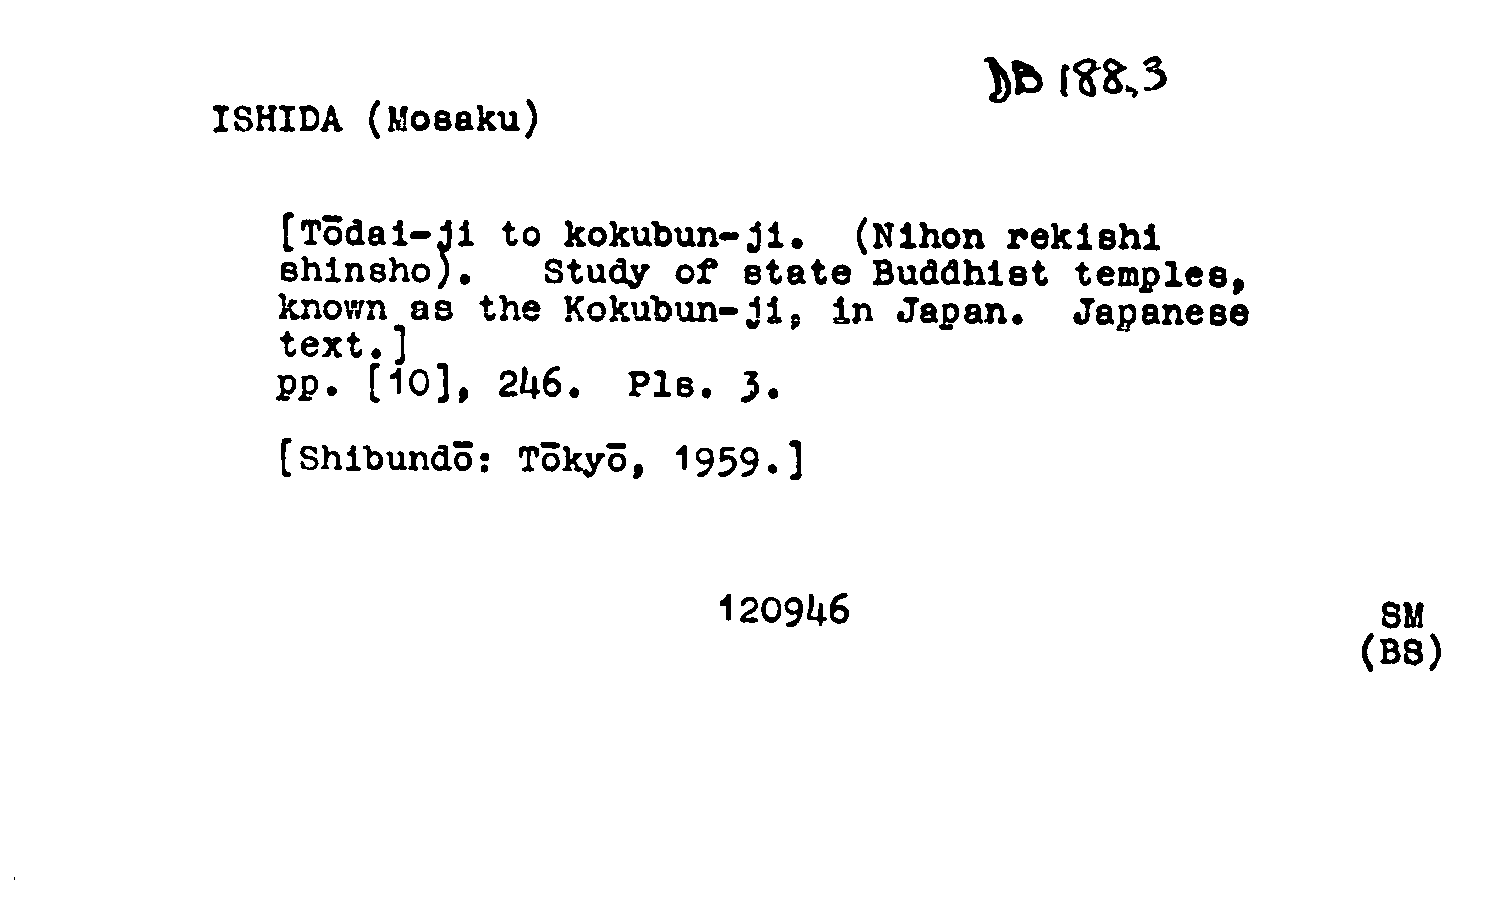 DB 188.3
ISHIDA (Mosaku)
[Tōdai-ji to kokubun-ji. (Nihon rekishi
shinsho). Study of state Buddhist temples,
known as the Kokubun-ji, in Japan. Japanese
text.]
pp. [10], 246. Pls. 3.
[Shibundō: Tōkyō, 1959.]
120946
SM
(BS)